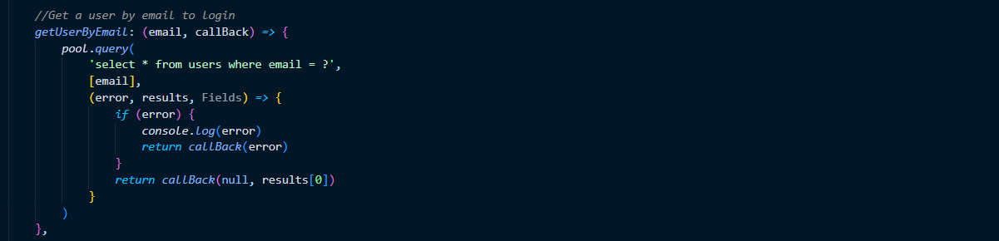 //Get a user by email to login
getUserByEmail: (email, callBack) => {
pool.query(
'select * from users where email = ?',
[email],
(error, results, Fields) => {
if (error) {
console.log(error)
return callBack(error)
}
return callBack(null, results[0])
}
)
},